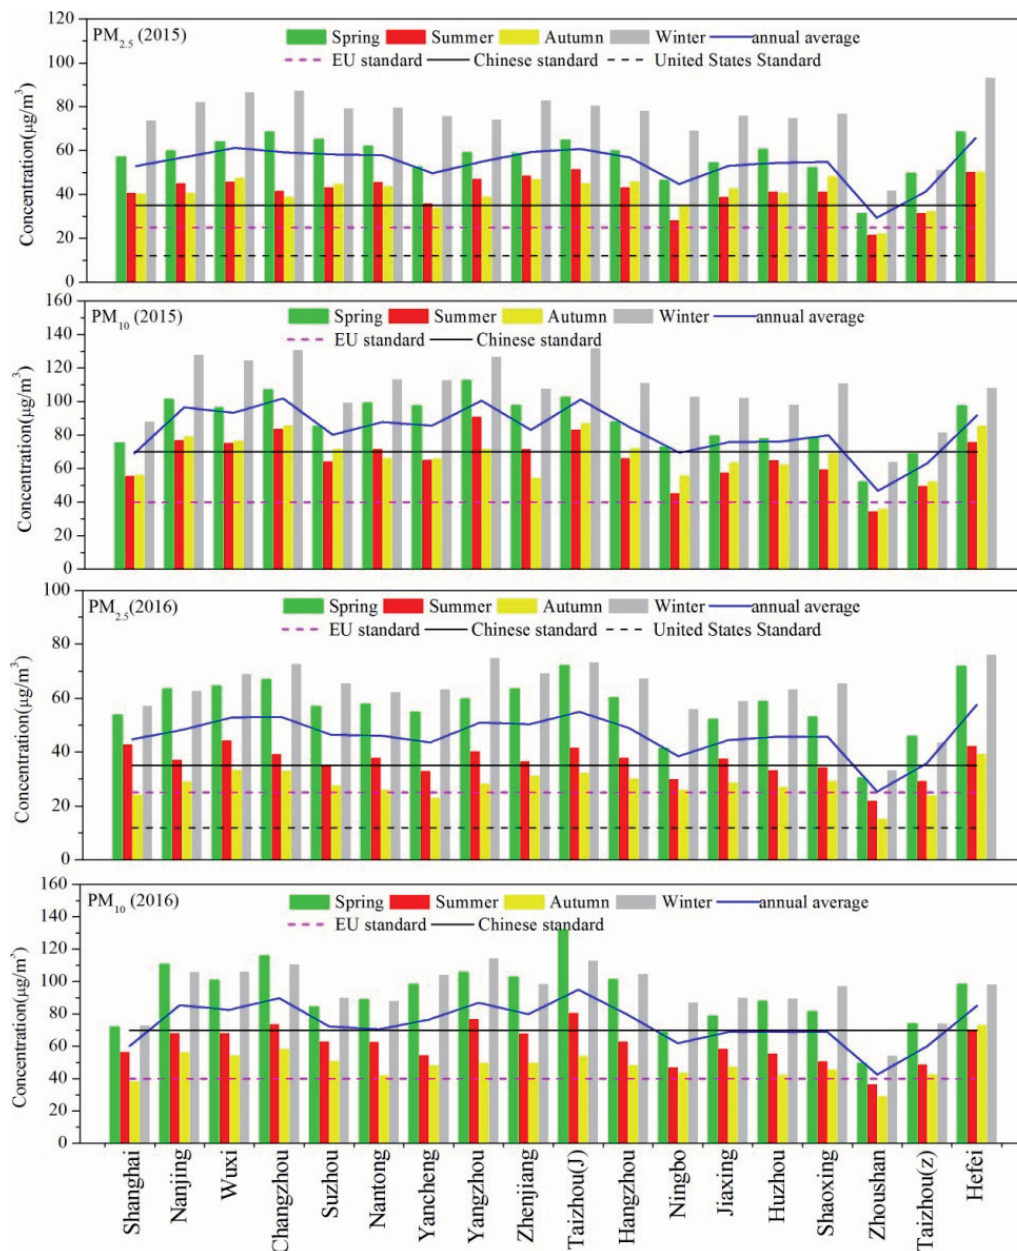 PM2.5 (2015)
Spring Summer Autumn Winter annual average
EU standard Chinese standard United States Standard
Concentration(μg/m3)
120
100
80
60
40
20
0
PM10 (2015)
Spring Summer Autumn Winter annual average
EU standard Chinese standard
Concentration(μg/m3)
160
140
120
100
80
60
40
20
0
PM2.5(2016)
Spring Summer Autumn Winter annual average
EU standard Chinese standard United States Standard
Concentration(μg/m3)
100
80
60
40
20
0
PM10 (2016)
Spring Summer Autumn Winter annual average
EU standard Chinese standard
Concentration(μg/m3)
160
140
120
100
80
60
40
20
0
Shanghai
Nanjing
Wuxi
Changzhou
Suzhou
Nantong
Yancheng
Yangzhou
Zhenjiang
Taizhou(J)
Hangzhou
Ningbo
Jiaxing
Huzhou
Shaoxing
Zhoushan
Taizhou(z)
Hefei